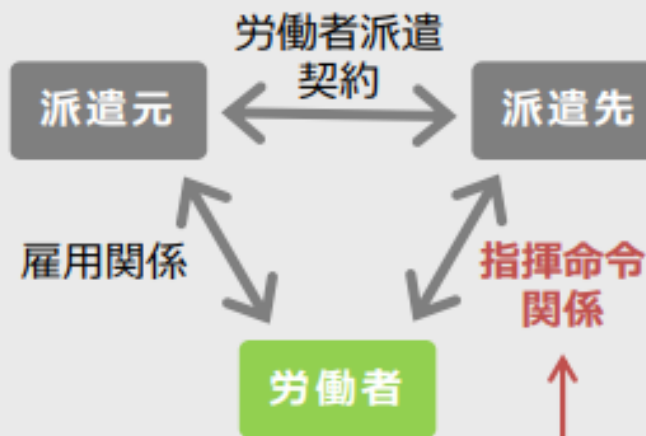 労働者派遣
契約
派遣元
派遣先
雇用関係
指揮命令
関係
労働者